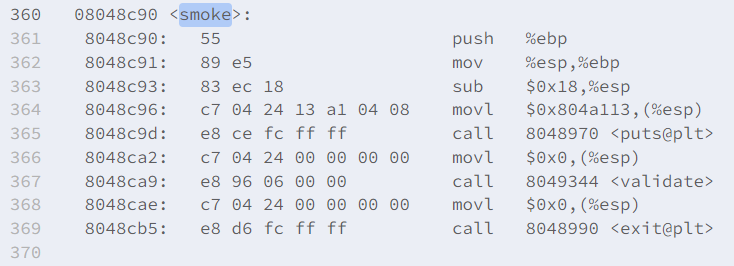 360 08048c90 <smoke>:
361 8048c90: 55 push %ebp
362 8048c91: 89 e5 mov %esp,%ebp
363 8048c93: 83 ec 18 sub $0x18,%esp
364 8048c96: c7 04 24 13 a1 04 08 movl $0x804a113,(%esp)
365 8048c9d: e8 ce fc ff ff call 8048970 <puts@plt>
366 8048ca2: c7 04 24 00 00 00 00 movl $0x0,(%esp)
367 8048ca9: e8 96 06 00 00 call 8049344 <validate>
368 8048cae: c7 04 24 00 00 00 00 movl $0x0,(%esp)
369 8048cb5: e8 d6 fc ff ff call 8048990 <exit@plt>
370